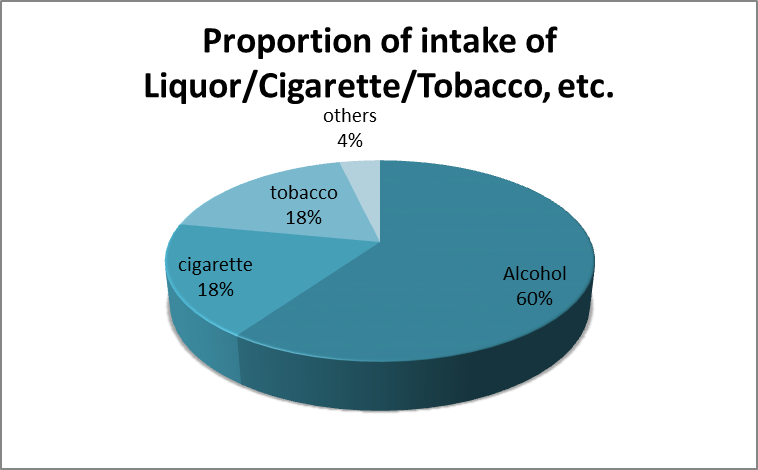 Proportion of intake of
Liquor/Cigarette/Tobacco, etc.
others
4%
tobacco
18%
cigarette
18%
Alcohol
60%